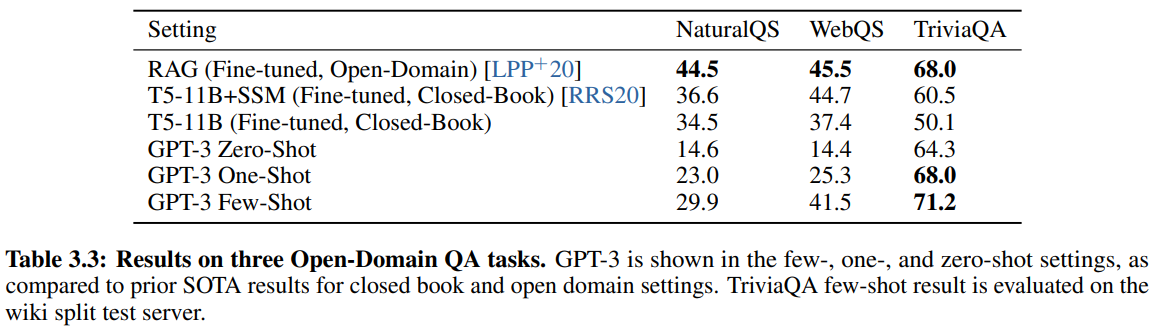 Setting NaturalQS WebQS TriviaQA
RAG (Fine-tuned, Open-Domain) [LPP+20] 44.5 45.5 68.0
T5-11B+SSM (Fine-tuned, Closed-Book) [RRS20] 36.6 44.7 60.5
T5-11B (Fine-tuned, Closed-Book) 34.5 37.4 50.1
GPT-3 Zero-Shot 14.6 14.4 64.3
GPT-3 One-Shot 23.0 25.3 68.0
GPT-3 Few-Shot 29.9 41.5 71.2
Table 3.3: Results on three Open-Domain QA tasks. GPT-3 is shown in the few-, one-, and zero-shot settings, as
compared to prior SOTA results for closed book and open domain settings. TriviaQA few-shot result is evaluated on the
wiki split test server.